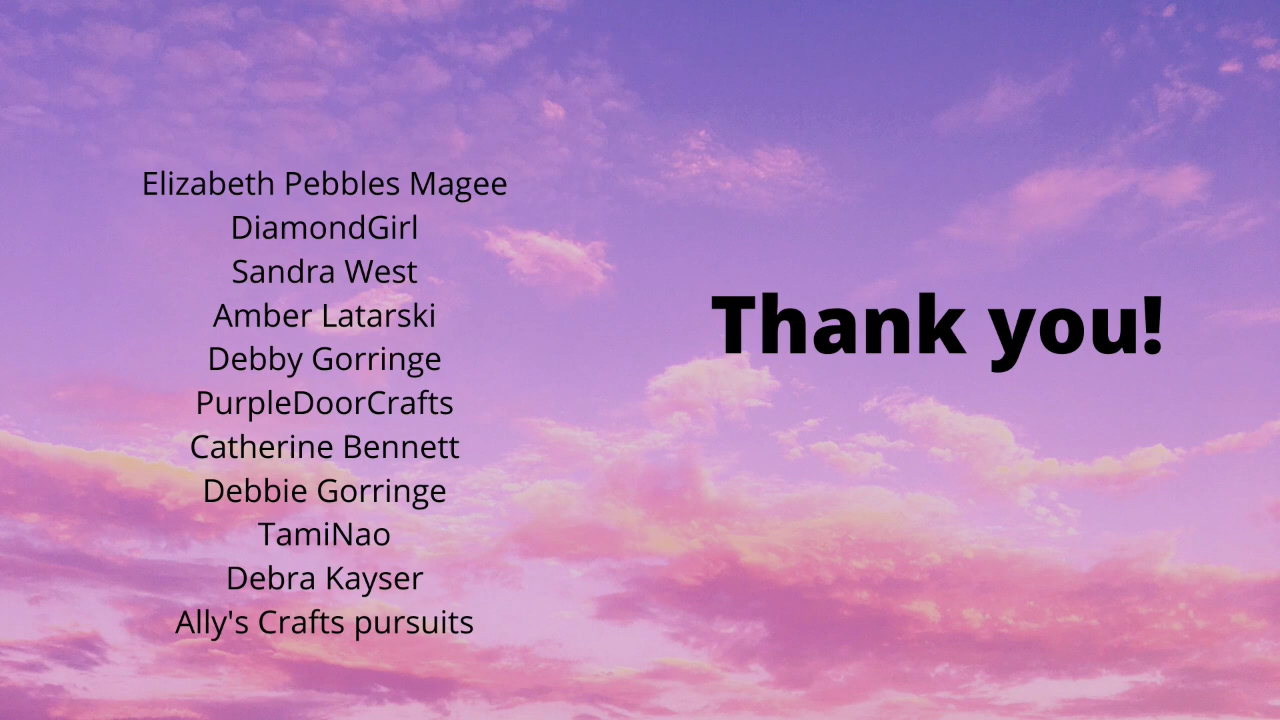 Elizabeth Pebbles Magee
DiamondGirl
Sandra West
Amber Latarski
Debby Gorringe
PurpleDoorCrafts
Catherine Bennett
Debbie Gorringe
TamiNao
Debra Kayser
Ally's Crafts pursuits
Thank you!